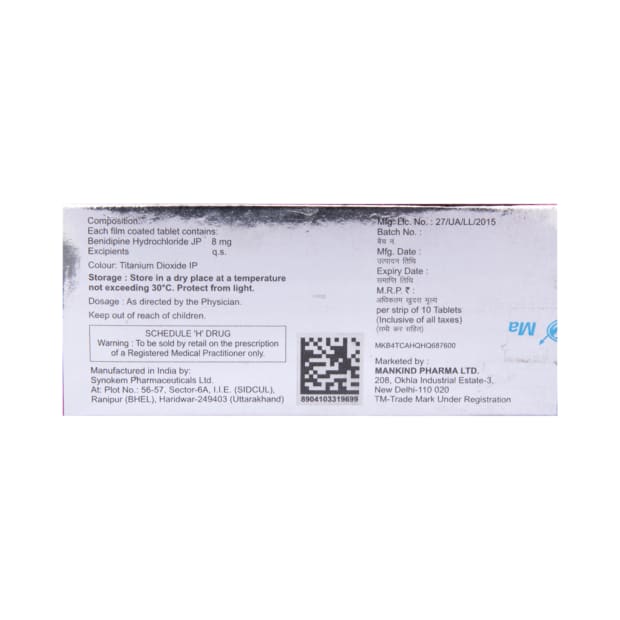 Composition:
Each film coated tablet contains:
Benidipine Hydrochloride JP 8 mg
Excipients q.s.
Colour: Titanium Dioxide IP
Storage : Store in a dry place at a temperature
not exceeding 30°C. Protect from light.
Dosage : As directed by the Physician.
Keep out of reach of children.
SCHEDULE 'H' DRUG
Warning : To be sold by retail on the prescription
of a Registered Medical Practitioner only.
Manufactured in India by:
Synokem Pharmaceuticals Ltd.
At: Plot No.: 56-57, Sector-6A, I.I.E. (SIDCUL),
Ranipur (BHEL), Haridwar-249403 (Uttarakhand)
8904103319699
Mfg. Lic. No. : 27/UA/LL/2015
Batch No. :
बैच नं
Mfg. Date :
उत्पादन तिथि
Expiry Date :
समाप्ति तिथि
M.R.P. ₹ :
अधिकतम खुदरा मूल्य
per strip of 10 Tablets
(Inclusive of all taxes)
(सभी कर सहित)
MKB4TCAHQHQ687600
Marketed by :
MANKIND PHARMA LTD.
208, Okhla Industrial Estate-3,
New Delhi-110 020
TM-Trade Mark Under Registration
Ma